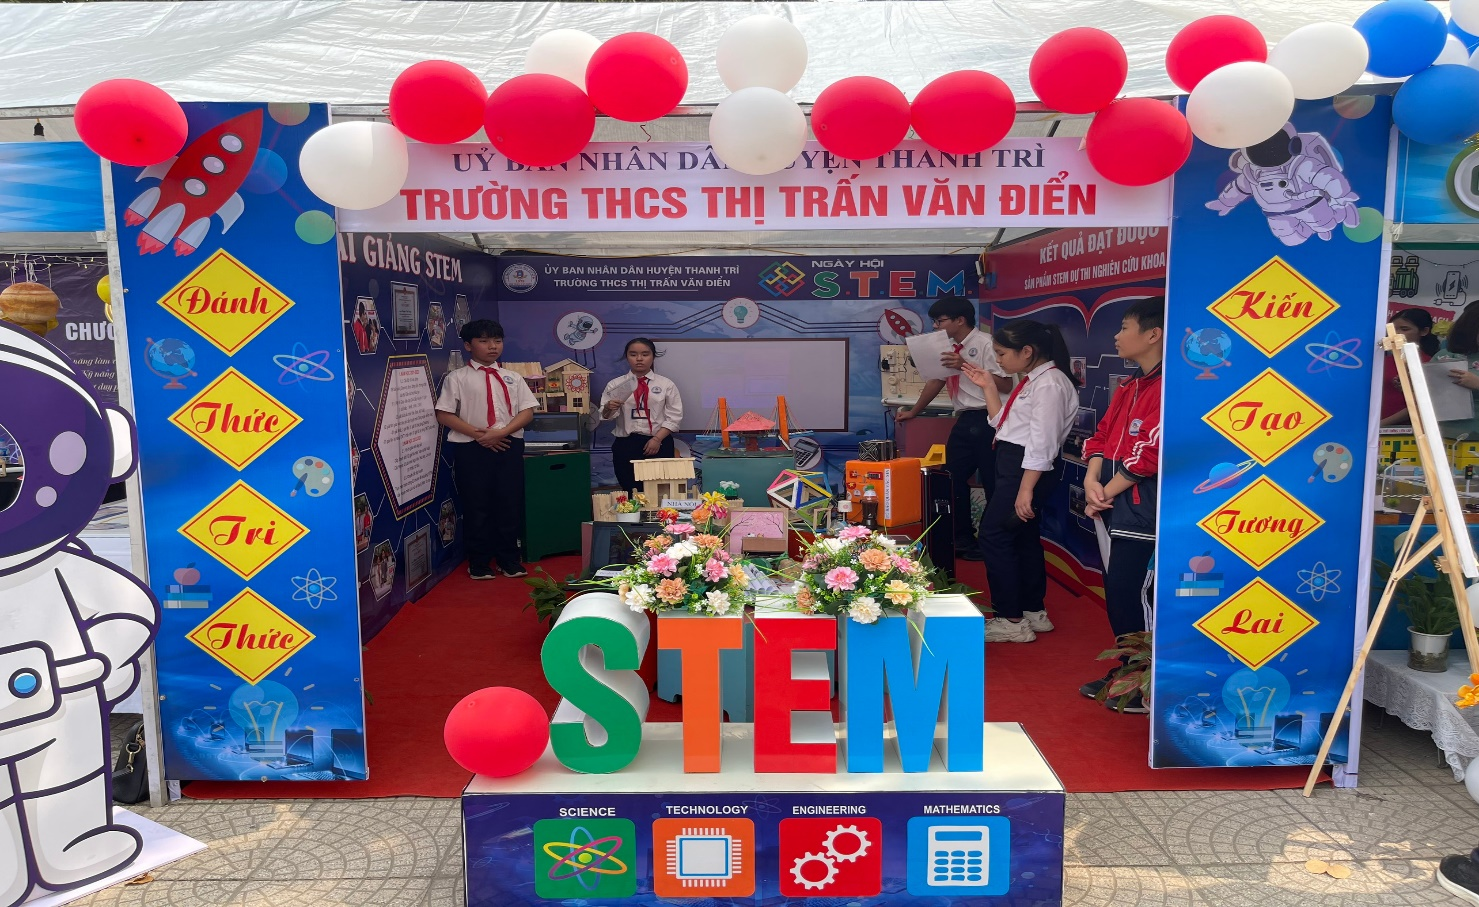 UỶ BAN NHÂN DÂN HUYỆN THANH TRÌ
TRƯỜNG THCS THỊ TRẤN VĂN ĐIỂN
Đánh
Thức
Tri
Thức
Kiến
Tạo
Tương
Lai
GIẢNG STEM
UỶ BAN NHÂN DÂN HUYỆN THANH TRÌ
TRƯỜNG THCS THỊ TRẤN VĂN ĐIỂN
NGÀY HỘI
S.T.E.M.
KẾT QUẢ ĐẠT ĐƯỢC
SẢN PHẨM STEM DỰ THI NGHIÊN CỨU KHOA
STEM
SCIENCE
TECHNOLOGY
ENGINEERING
MATHEMATICS